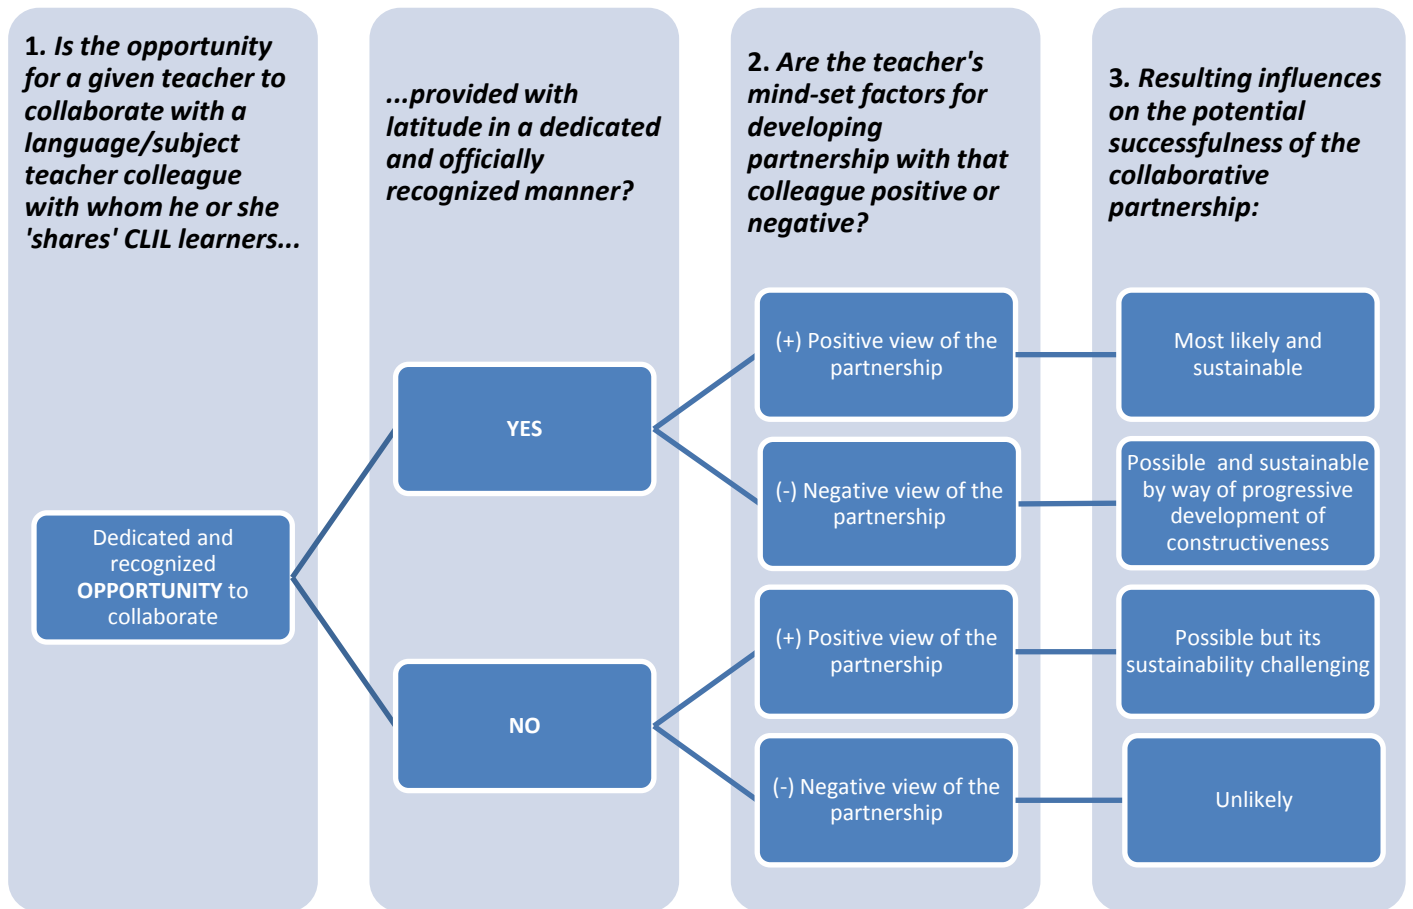 1. Is the opportunity
for a given teacher to
collaborate with a
language/subject
teacher colleague
with whom he or she
'shares' CLIL learners...
...provided with
latitude in a dedicated
and officially
recognized manner?
2. Are the teacher's
mind-set factors for
developing
partnership with that
colleague positive or
negative?
3. Resulting influences
on the potential
successfulness of the
collaborative
partnership:
Dedicated and
recognized
OPPORTUNITY to
collaborate
YES
NO
(+) Positive view of the
partnership
(-) Negative view of the
partnership
(+) Positive view of the
partnership
(-) Negative view of the
partnership
Most likely and
sustainable
Possible and sustainable
by way of progressive
development of
constructiveness
Possible but its
sustainability challenging
Unlikely